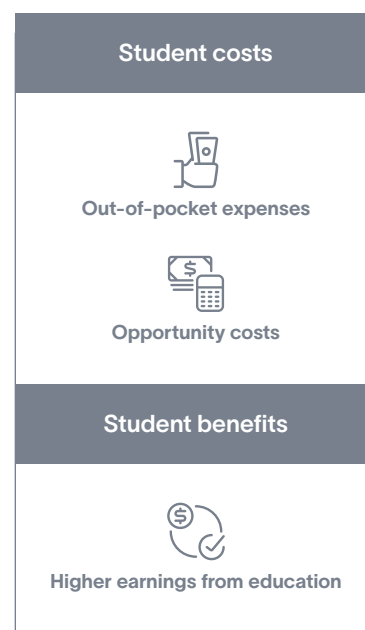 Student costs
Out-of-pocket expenses
$
Opportunity costs
Student benefits
$
Higher earnings from education